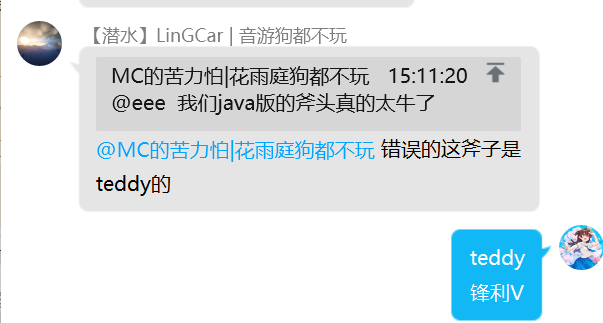 【潜水】LinGCar | 音游狗都不玩
MC的苦力怕|花雨庭狗都不玩 15:11:20
@eee 我们java版的斧头真的太牛了
@MC的苦力怕|花雨庭狗都不玩 错误的这斧子是
teddy的
teddy
锋利V